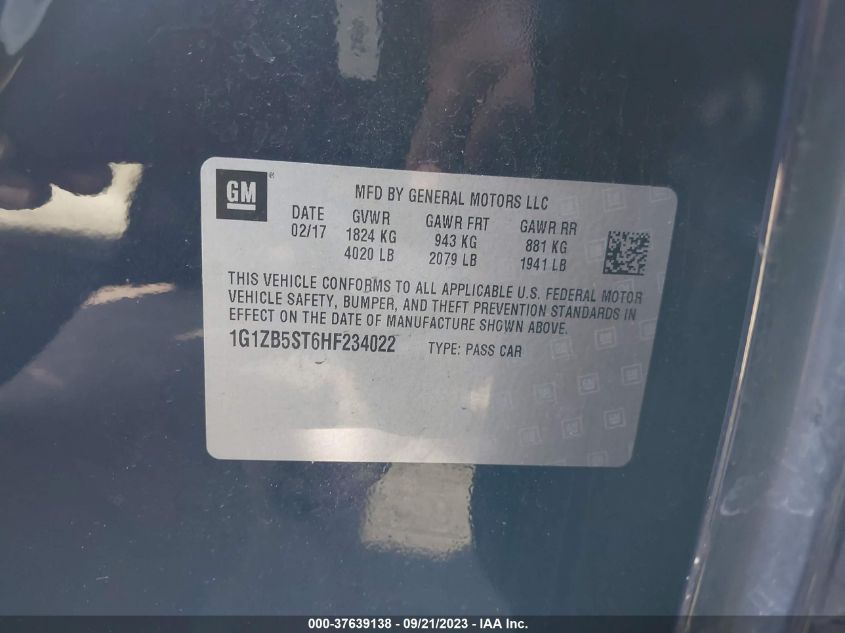 GM®
MFD BY GENERAL MOTORS LLC
DATE GVWR GAWR FRT GAWR RR
02/17 1824 KG 943 KG 881 KG
4020 LB 2079 LB 1941 LB
THIS VEHICLE CONFORMS TO ALL APPLICABLE U.S. FEDERAL MOTOR
VEHICLE SAFETY, BUMPER, AND THEFT PREVENTION STANDARDS IN
EFFECT ON THE DATE OF MANUFACTURE SHOWN ABOVE.
1G1ZB5ST6HF234022 TYPE: PASS CAR
000-37639138 - 09/21/2023 - IAA Inc.